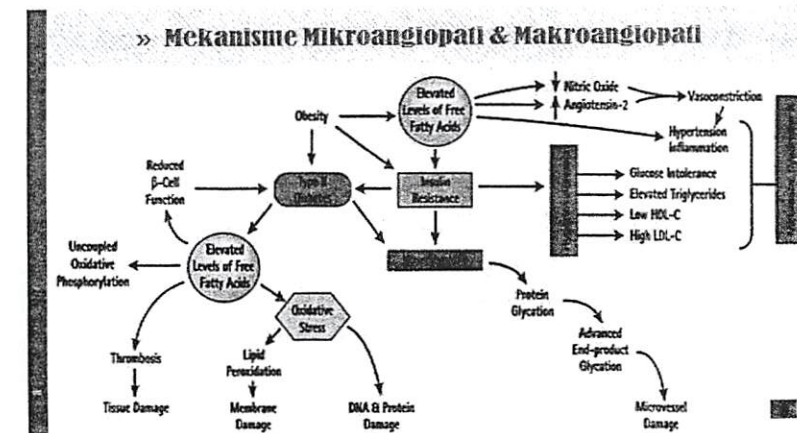 » Mekanisme Mikroangiopati & Makroangiopati
Elevated
Levels of Free
Fatty Acids
Nitric Oxide
Angiotensin-2
Vasoconstriction
Obesity
Hypertension
Inflammation
Reduced
β-Cell
Function
Type II
Diabetes
Insulin
Resistance
Glucose Intolerance
Elevated Triglycerides
Low HDL-C
High LDL-C
Uncoupled
Oxidative
Phosphorylation
Elevated
Levels of Free
Fatty Acids
Oxidative
Stress
Protein
Glycation
Advanced
End-product
Glycation
Thrombosis
Lipid
Peroxidation
Tissue Damage
Membrane
Damage
DNA & Protein
Damage
Microvessel
Damage